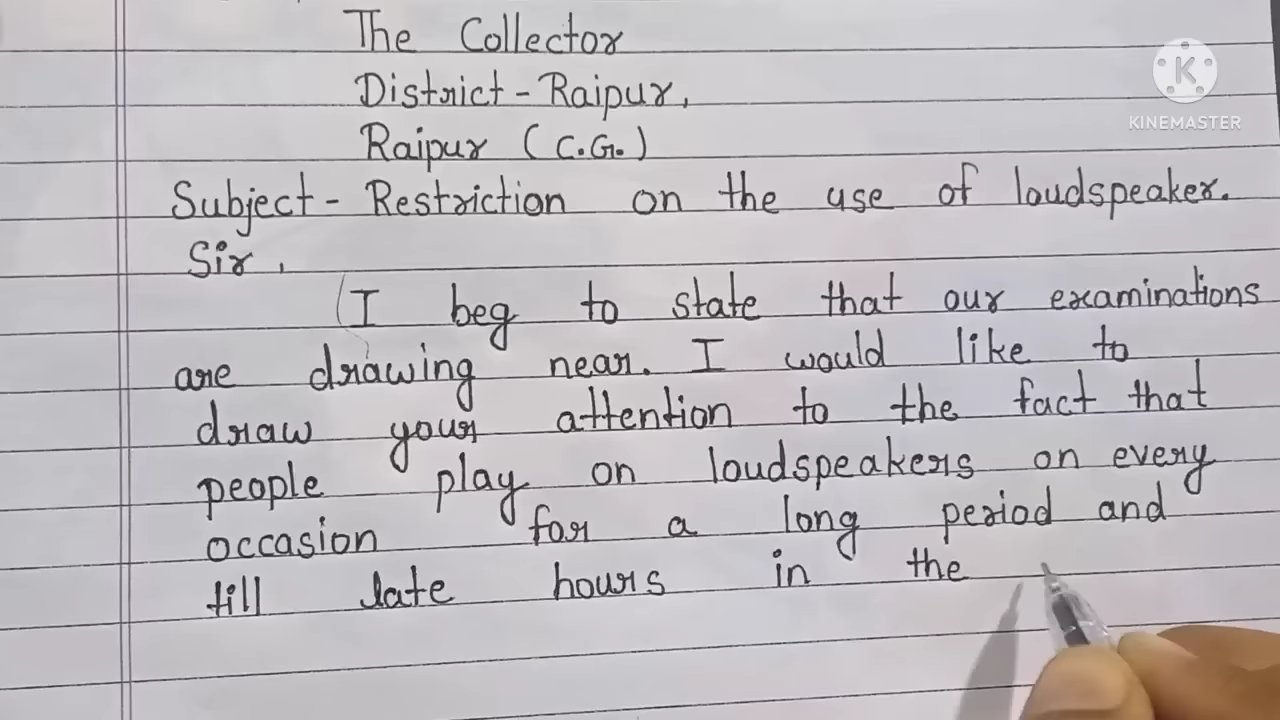 The Collector
District - Raipur,
Raipur (C.G.)
KINEMASTER
Subject - Restriction on the use of loudspeaker.
Sir,
I beg to state that our examinations
are drawing near. I would like to
draw your attention to the fact that
people play on loudspeakers on every
occasion for a long period and
till late hours in the